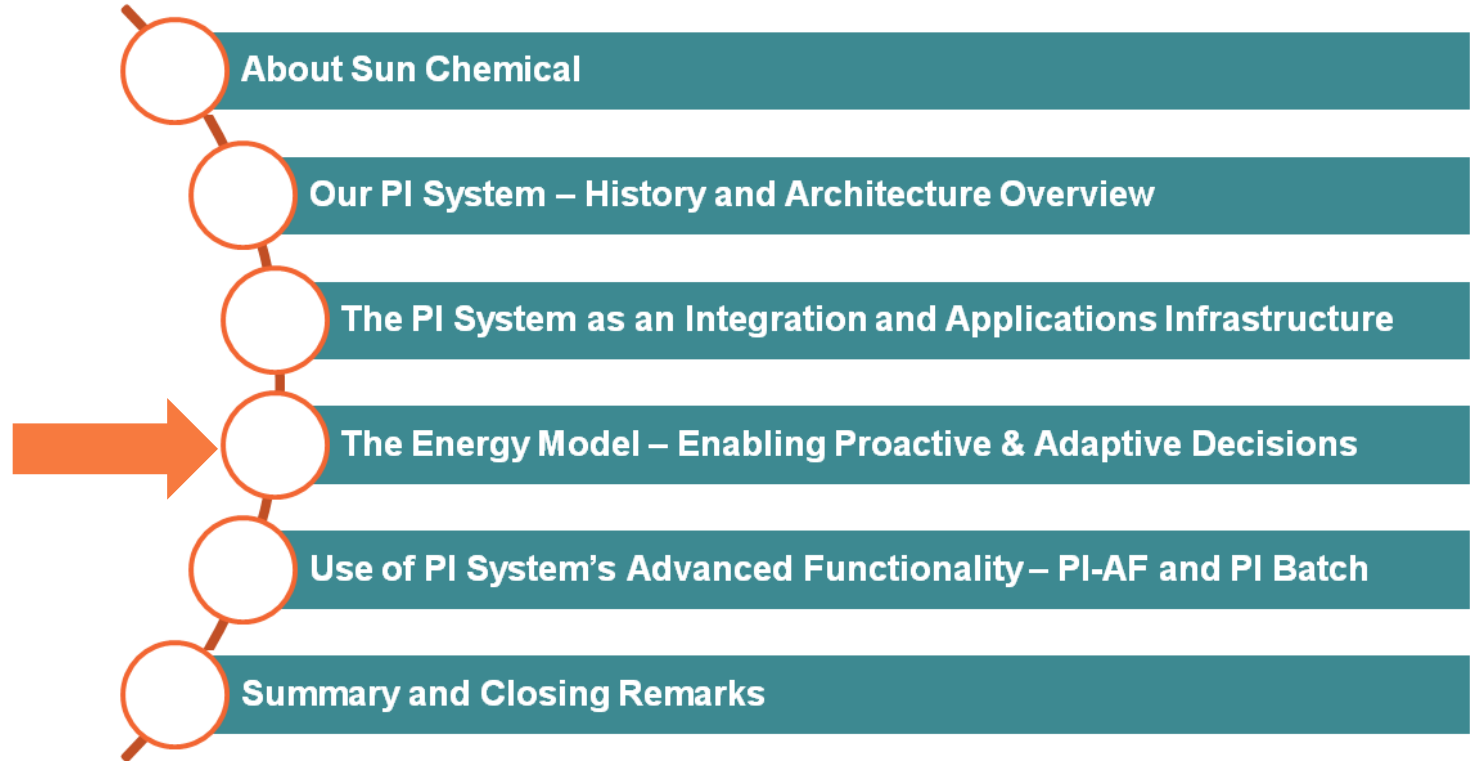 About Sun Chemical
Our PI System – History and Architecture Overview
The PI System as an Integration and Applications Infrastructure
The Energy Model – Enabling Proactive & Adaptive Decisions
Use of PI System's Advanced Functionality – PI-AF and PI Batch
Summary and Closing Remarks